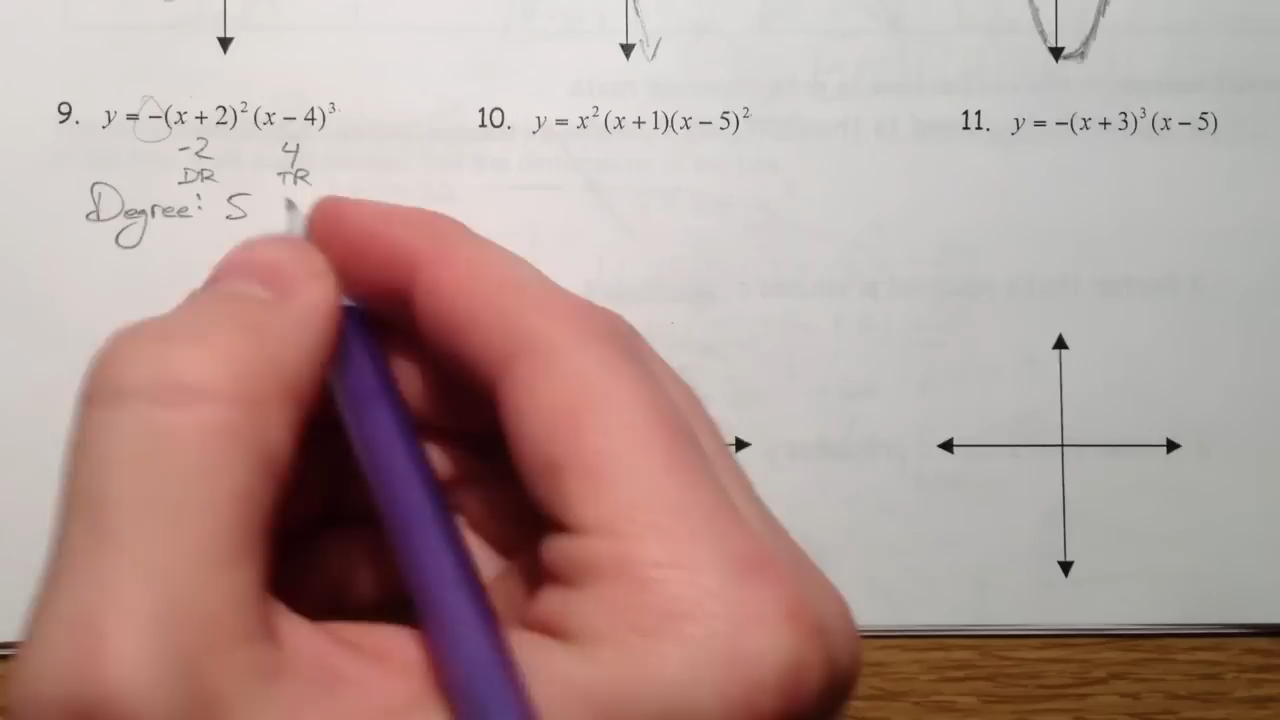 9. y = -(x + 2)² (x - 4)³
-2 4
DR TR
Degree: 5
10. y = x² (x + 1)(x - 5)²
11. y = -(x + 3)³ (x - 5)